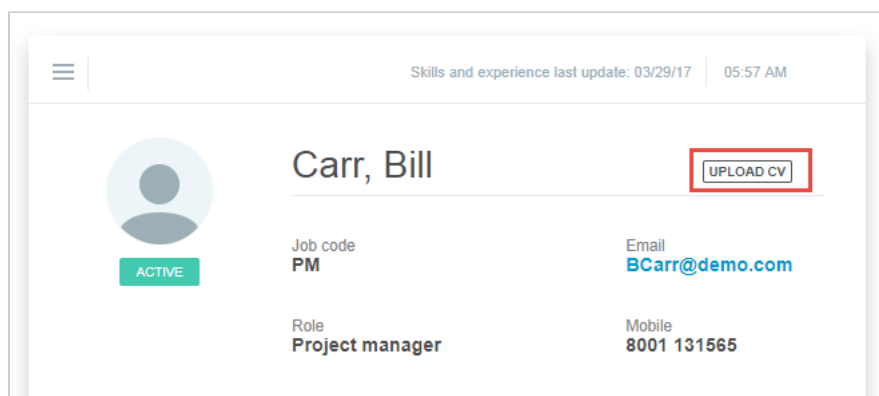 Skills and experience last update: 03/29/17 05:57 AM
Carr, Bill UPLOAD CV
ACTIVE
Job code Email
PM BCarr@demo.com
Role Mobile
Project manager 8001 131565